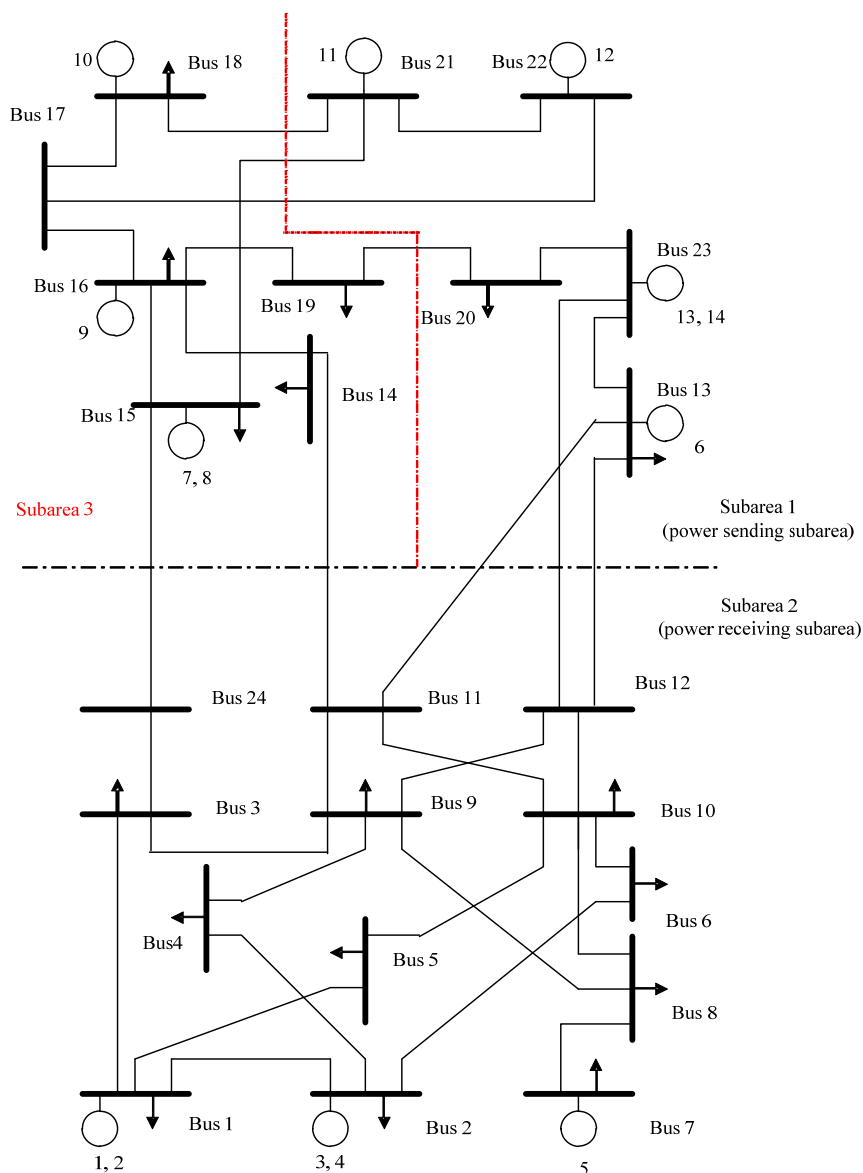 10
Bus 18
11
Bus 21
Bus 22
12
Bus 17
Bus 16
9
Bus 19
Bus 20
Bus 23
13, 14
Bus 15
Bus 14
Bus 13
6
7, 8
Subarea 3
Subarea 1
(power sending subarea)
Subarea 2
(power receiving subarea)
Bus 24
Bus 11
Bus 12
Bus 3
Bus 9
Bus 10
Bus4
Bus 5
Bus 6
Bus 8
Bus 1
Bus 2
Bus 7
1, 2
3, 4
5